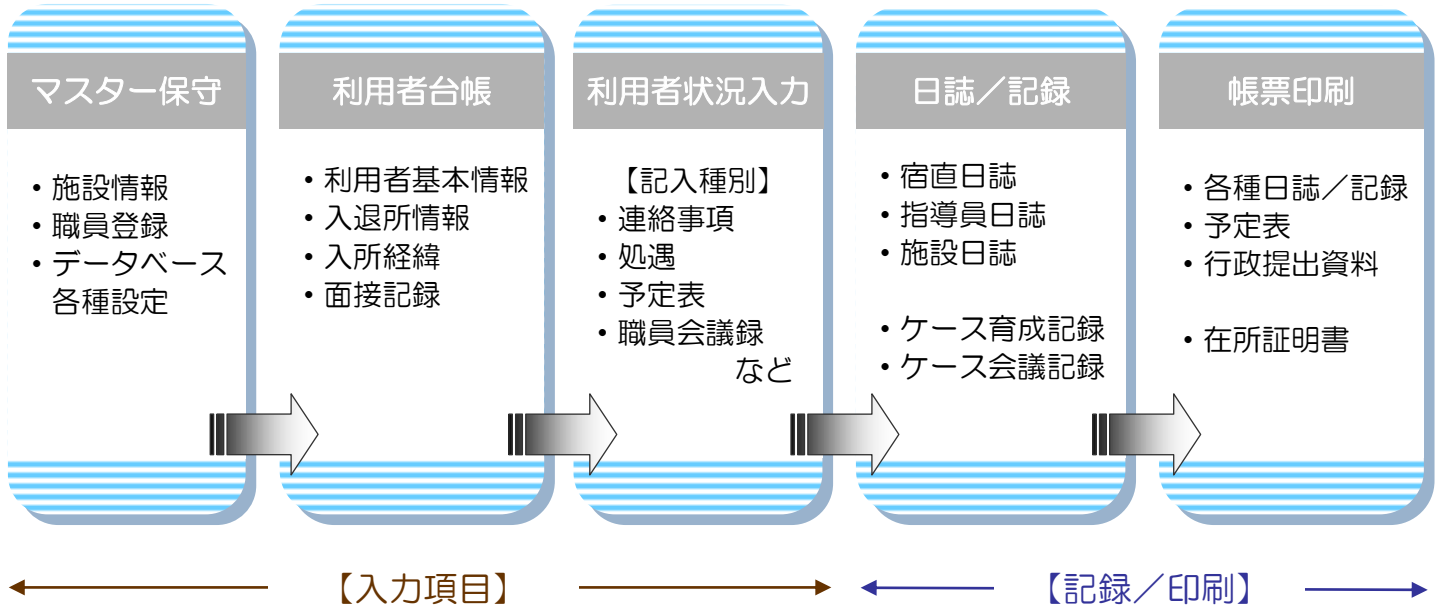 マスター保守
・施設情報
・職員登録
・データベース
各種設定
利用者台帳
・利用者基本情報
・入退所情報
・入所経緯
・面接記録
利用者状況入力
【記入種別】
・連絡事項
・処遇
・予定表
・職員会議録
など
日誌／記録
・宿直日誌
・指導員日誌
・施設日誌
・ケース育成記録
・ケース会議記録
帳票印刷
・各種日誌／記録
・予定表
・行政提出資料
・在所証明書
【入力項目】
【記録／印刷】